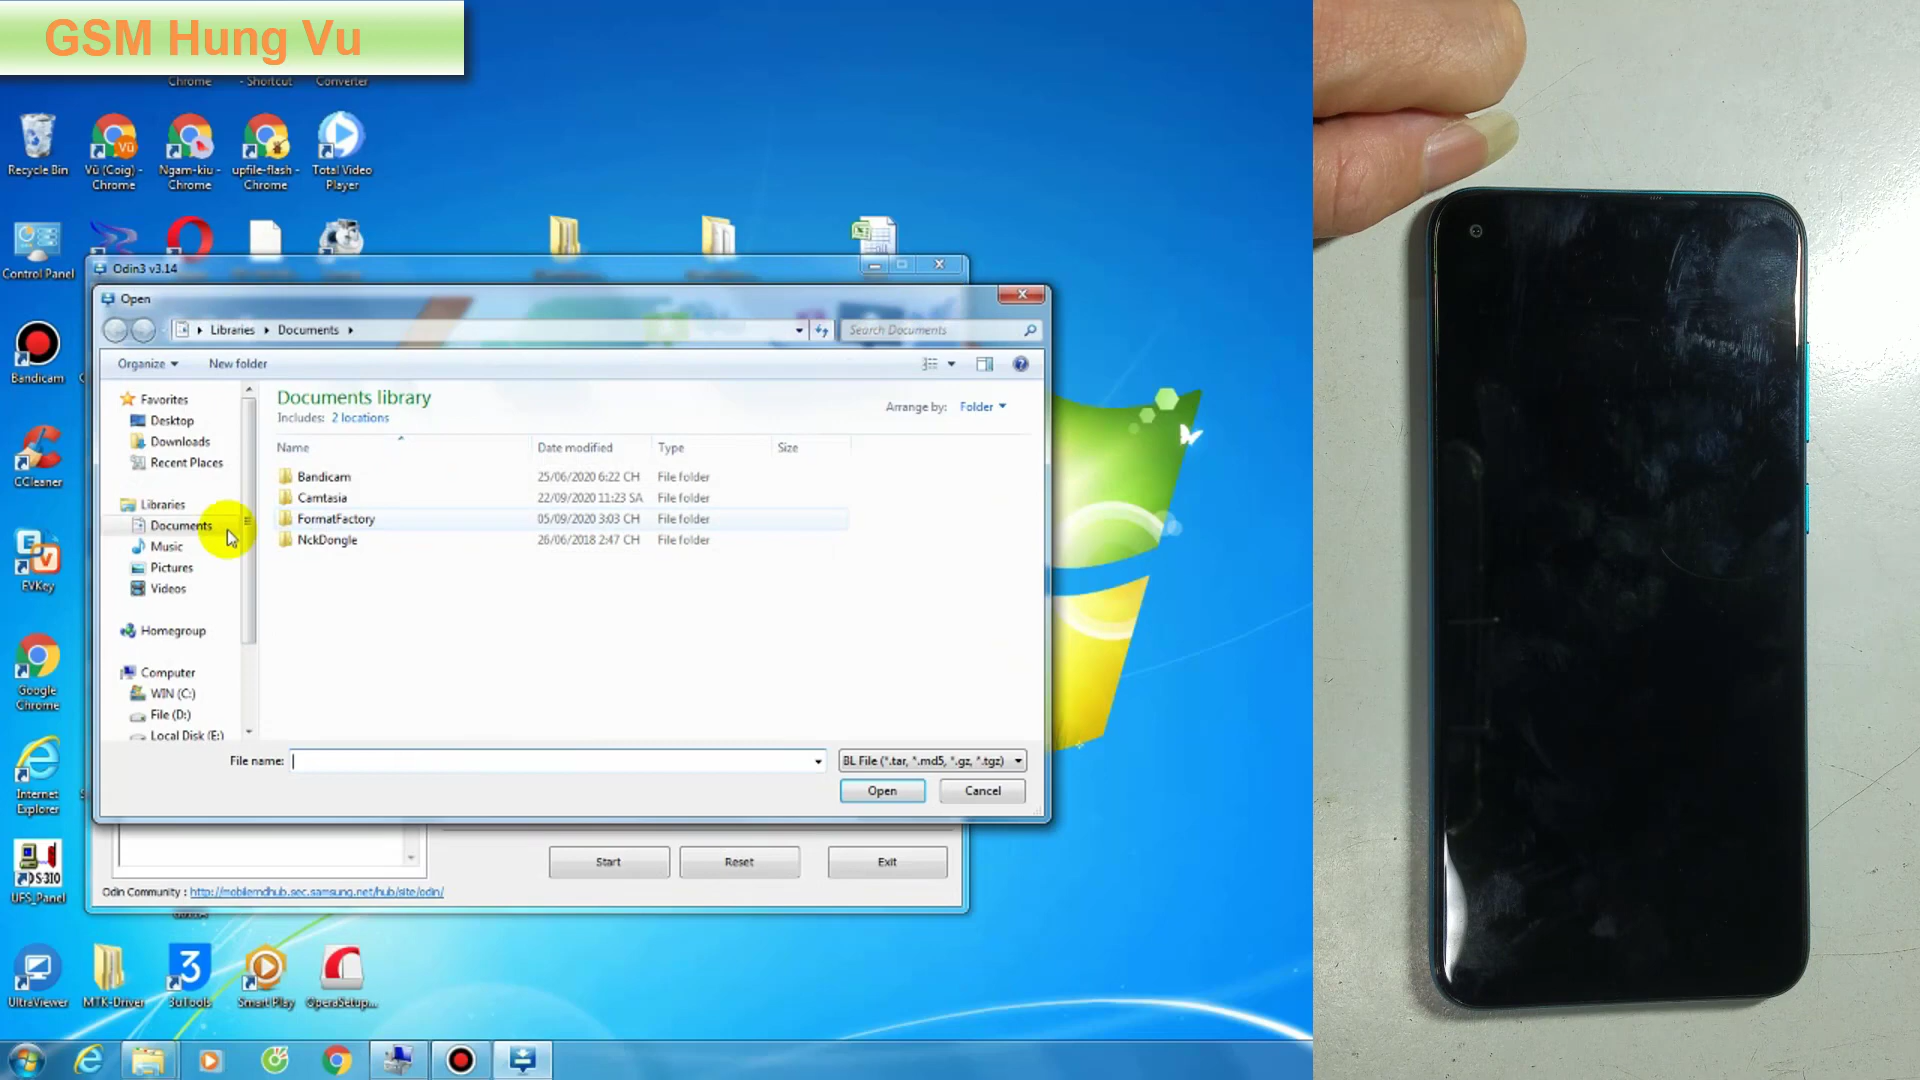 GSM Hung Vu
Chrome
- Shortcut
Converter
Recycle Bin
Vũ (Coig) - Chrome
Ngam-kiu - Chrome
upfile-flash - Chrome
Total Video Player
Control Panel
Bandicam
CCleaner
EVKey
Google Chrome
Internet Explorer
DS-310
UFS_Panel
Odin3 v3.14
Open
Libraries
Documents
Search Documents
Organize
New folder
Favorites
Desktop
Downloads
Recent Places
Libraries
Documents
Music
Pictures
Videos
Homegroup
Computer
WIN (C:)
File (D:)
Local Disk (E:)
Documents library
Includes: 2 locations
Arrange by: Folder
Name Date modified Type Size
Bandicam 25/06/2020 6:22 CH File folder
Camtasia 22/09/2020 11:23 SA File folder
FormatFactory 05/09/2020 3:03 CH File folder
NckDongle 26/06/2018 2:47 CH File folder
File name:
BL File (*.tar, *.md5, *.gz, *.tgz)
Open
Cancel
Start
Reset
Exit
Odin Community : http://mobilerndhub.sec.samsung.net/hub/site/odin/
UltraViewer
MTK-Driver
3
3uTools
Smart Play
OperaSetup...